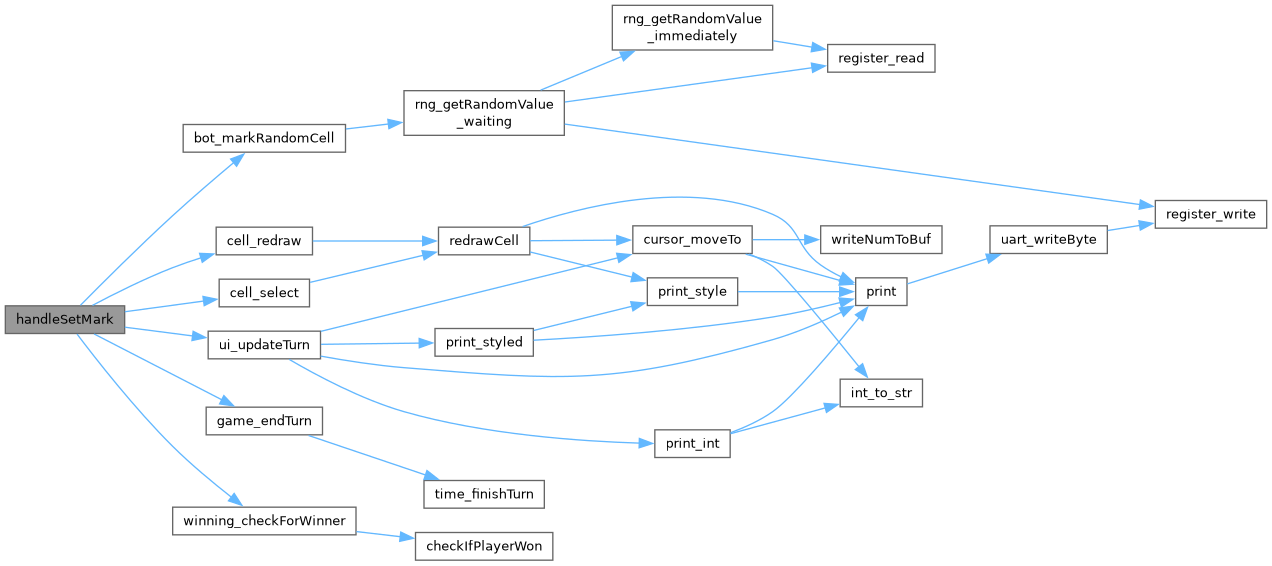 rng_getRandomValue
_immediately
register_read
rng_getRandomValue
_waiting
bot_markRandomCell
register_write
cell_redraw
redrawCell
cursor_moveTo
writeNumToBuf
uart_writeByte
cell_select
print_style
print
handleSetMark
ui_updateTurn
print_styled
int_to_str
game_endTurn
print_int
time_finishTurn
winning_checkForWinner
checkIfPlayerWon